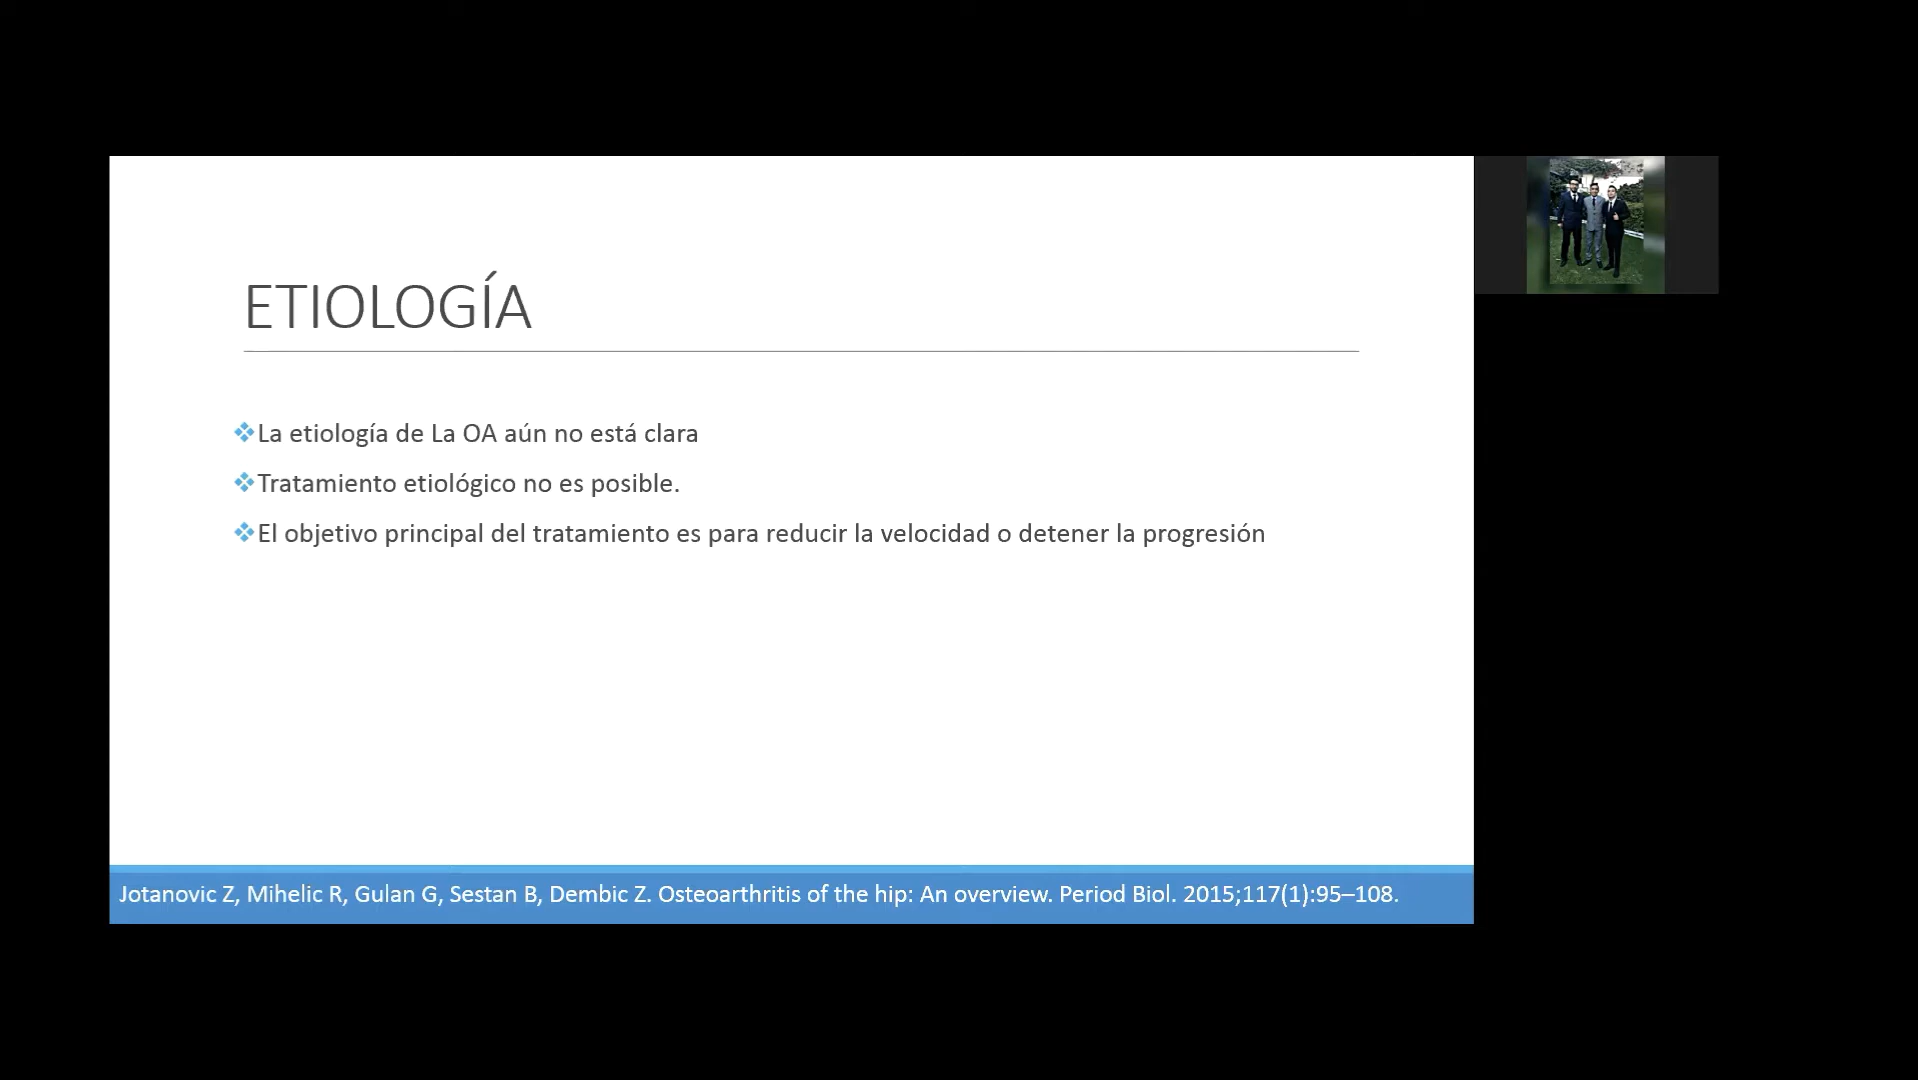 ETIOLOGÍA
❖La etiología de La OA aún no está clara
❖Tratamiento etiológico no es posible.
❖El objetivo principal del tratamiento es para reducir la velocidad o detener la progresión
Jotanovic Z, Mihelic R, Gulan G, Sestan B, Dembic Z. Osteoarthritis of the hip: An overview. Period Biol. 2015;117(1):95–108.